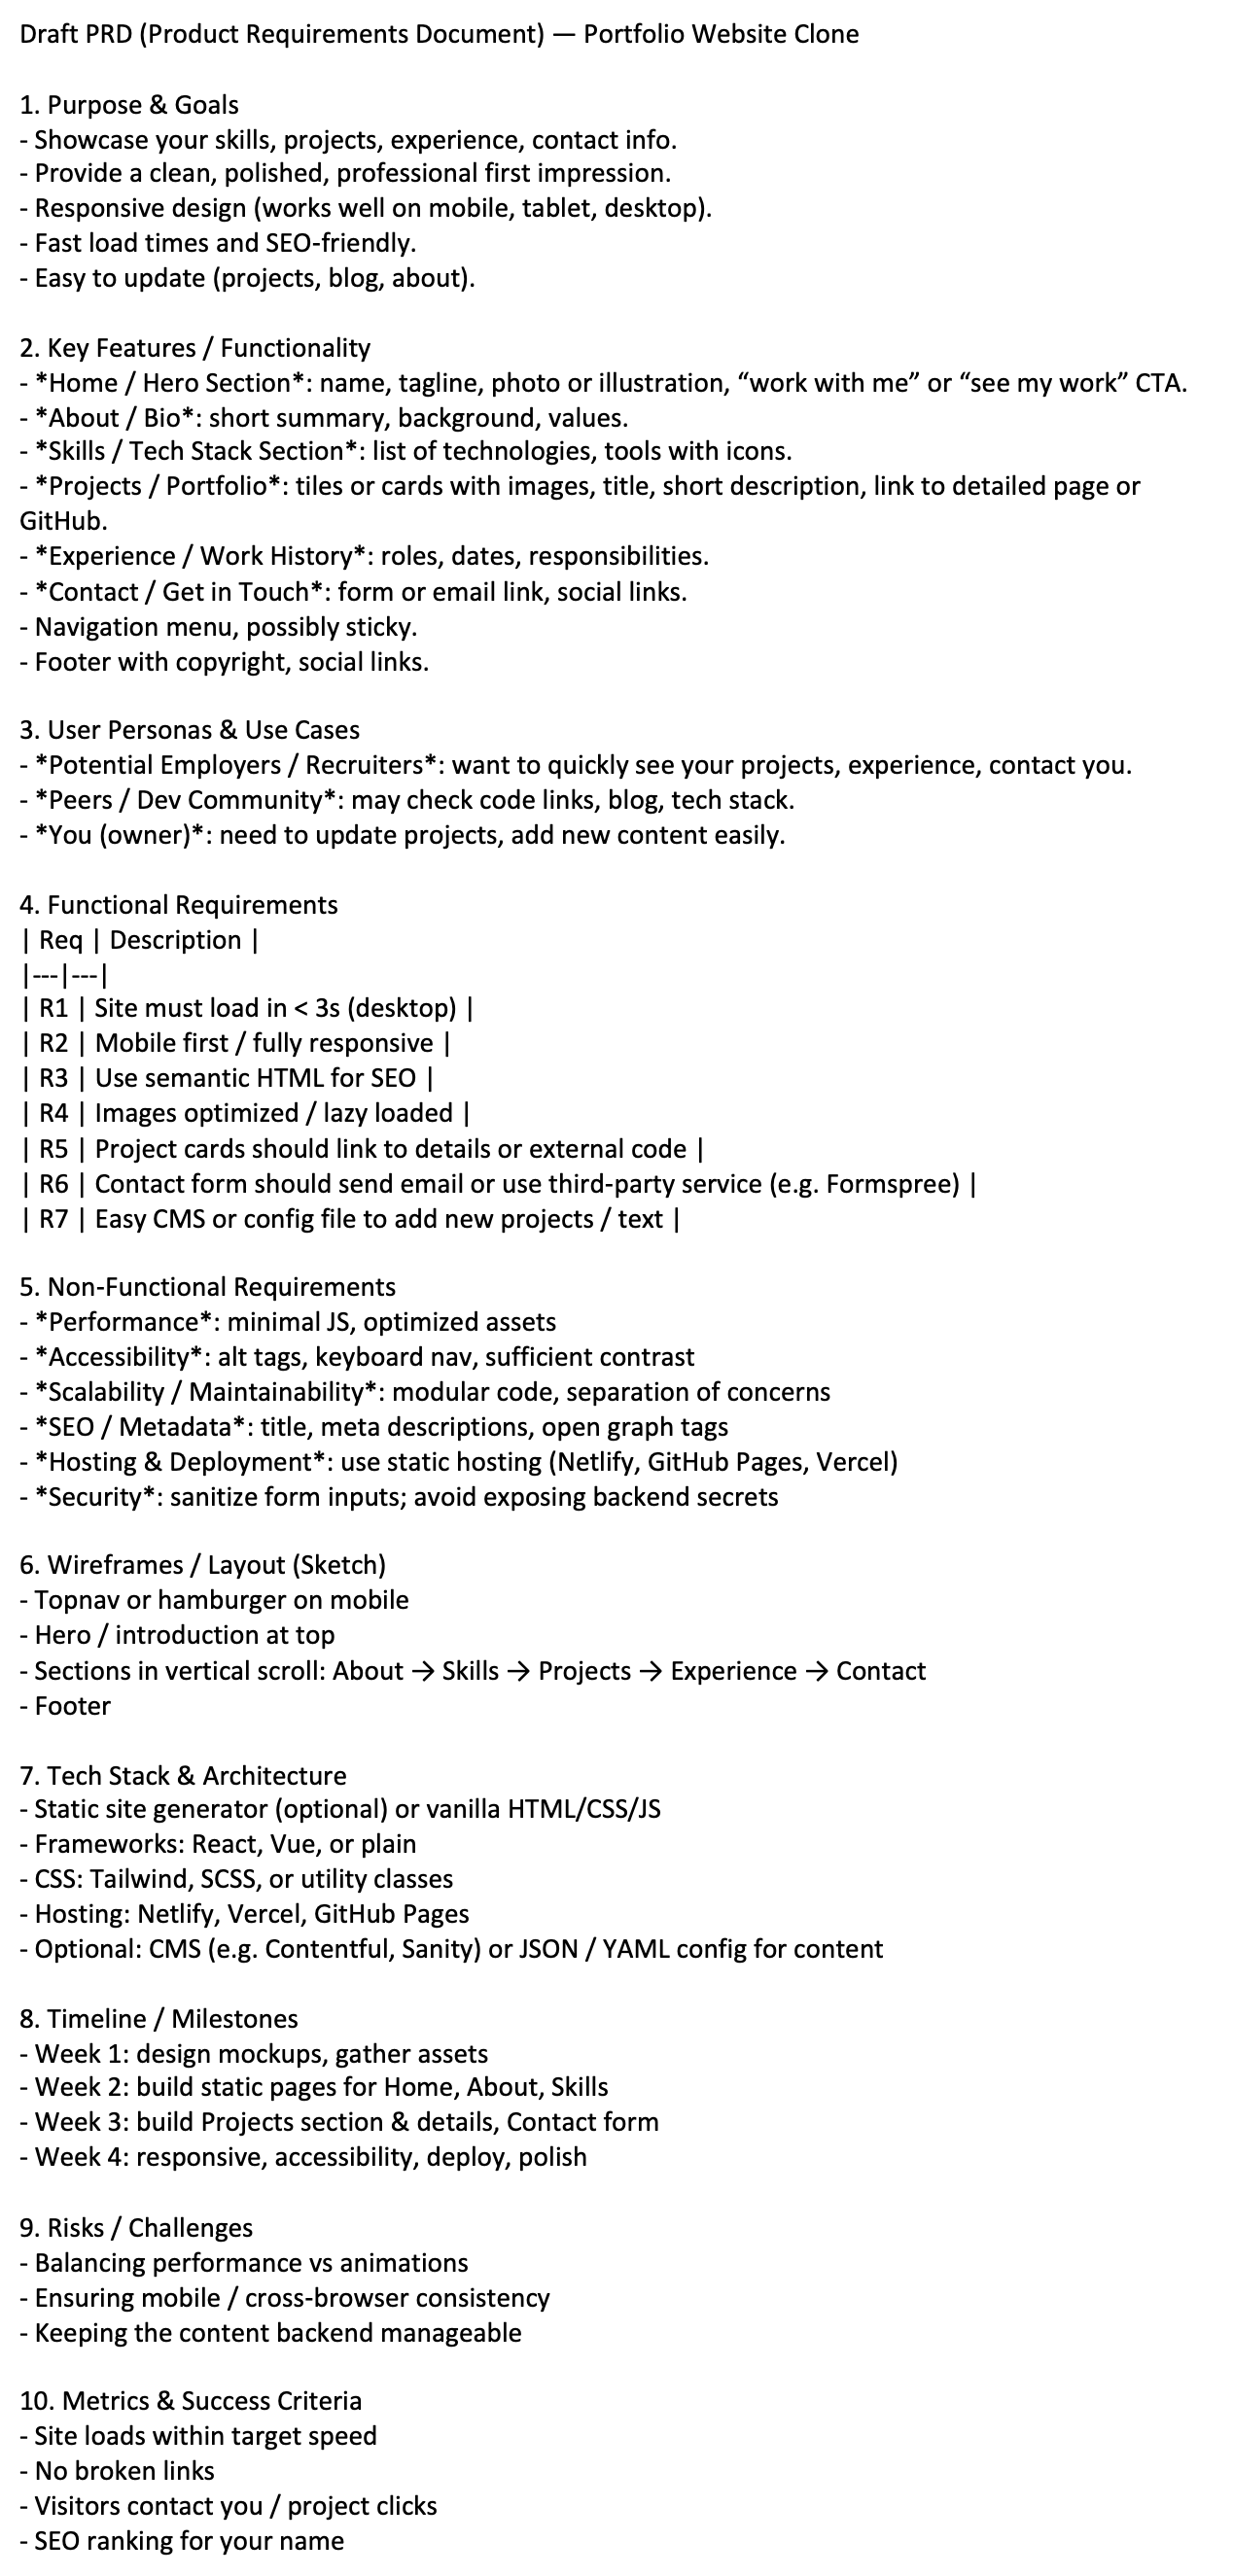 Draft PRD (Product Requirements Document) — Portfolio Website Clone
1. Purpose & Goals
- Showcase your skills, projects, experience, contact info.
- Provide a clean, polished, professional first impression.
- Responsive design (works well on mobile, tablet, desktop).
- Fast load times and SEO-friendly.
- Easy to update (projects, blog, about).
2. Key Features / Functionality
- *Home / Hero Section*: name, tagline, photo or illustration, “work with me” or “see my work” CTA.
- *About / Bio*: short summary, background, values.
- *Skills / Tech Stack Section*: list of technologies, tools with icons.
- *Projects / Portfolio*: tiles or cards with images, title, short description, link to detailed page or
GitHub.
- *Experience / Work History*: roles, dates, responsibilities.
- *Contact / Get in Touch*: form or email link, social links.
- Navigation menu, possibly sticky.
- Footer with copyright, social links.
3. User Personas & Use Cases
- *Potential Employers / Recruiters*: want to quickly see your projects, experience, contact you.
- *Peers / Dev Community*: may check code links, blog, tech stack.
- *You (owner)*: need to update projects, add new content easily.
4. Functional Requirements
| Req | Description |
|---|---|
| R1 | Site must load in < 3s (desktop) |
| R2 | Mobile first / fully responsive |
| R3 | Use semantic HTML for SEO |
| R4 | Images optimized / lazy loaded |
| R5 | Project cards should link to details or external code |
| R6 | Contact form should send email or use third-party service (e.g. Formspree) |
| R7 | Easy CMS or config file to add new projects / text |
5. Non-Functional Requirements
- *Performance*: minimal JS, optimized assets
- *Accessibility*: alt tags, keyboard nav, sufficient contrast
- *Scalability / Maintainability*: modular code, separation of concerns
- *SEO / Metadata*: title, meta descriptions, open graph tags
- *Hosting & Deployment*: use static hosting (Netlify, GitHub Pages, Vercel)
- *Security*: sanitize form inputs; avoid exposing backend secrets
6. Wireframes / Layout (Sketch)
- Topnav or hamburger on mobile
- Hero / introduction at top
- Sections in vertical scroll: About → Skills → Projects → Experience → Contact
- Footer
7. Tech Stack & Architecture
- Static site generator (optional) or vanilla HTML/CSS/JS
- Frameworks: React, Vue, or plain
- CSS: Tailwind, SCSS, or utility classes
- Hosting: Netlify, Vercel, GitHub Pages
- Optional: CMS (e.g. Contentful, Sanity) or JSON / YAML config for content
8. Timeline / Milestones
- Week 1: design mockups, gather assets
- Week 2: build static pages for Home, About, Skills
- Week 3: build Projects section & details, Contact form
- Week 4: responsive, accessibility, deploy, polish
9. Risks / Challenges
- Balancing performance vs animations
- Ensuring mobile / cross-browser consistency
- Keeping the content backend manageable
10. Metrics & Success Criteria
- Site loads within target speed
- No broken links
- Visitors contact you / project clicks
- SEO ranking for your name